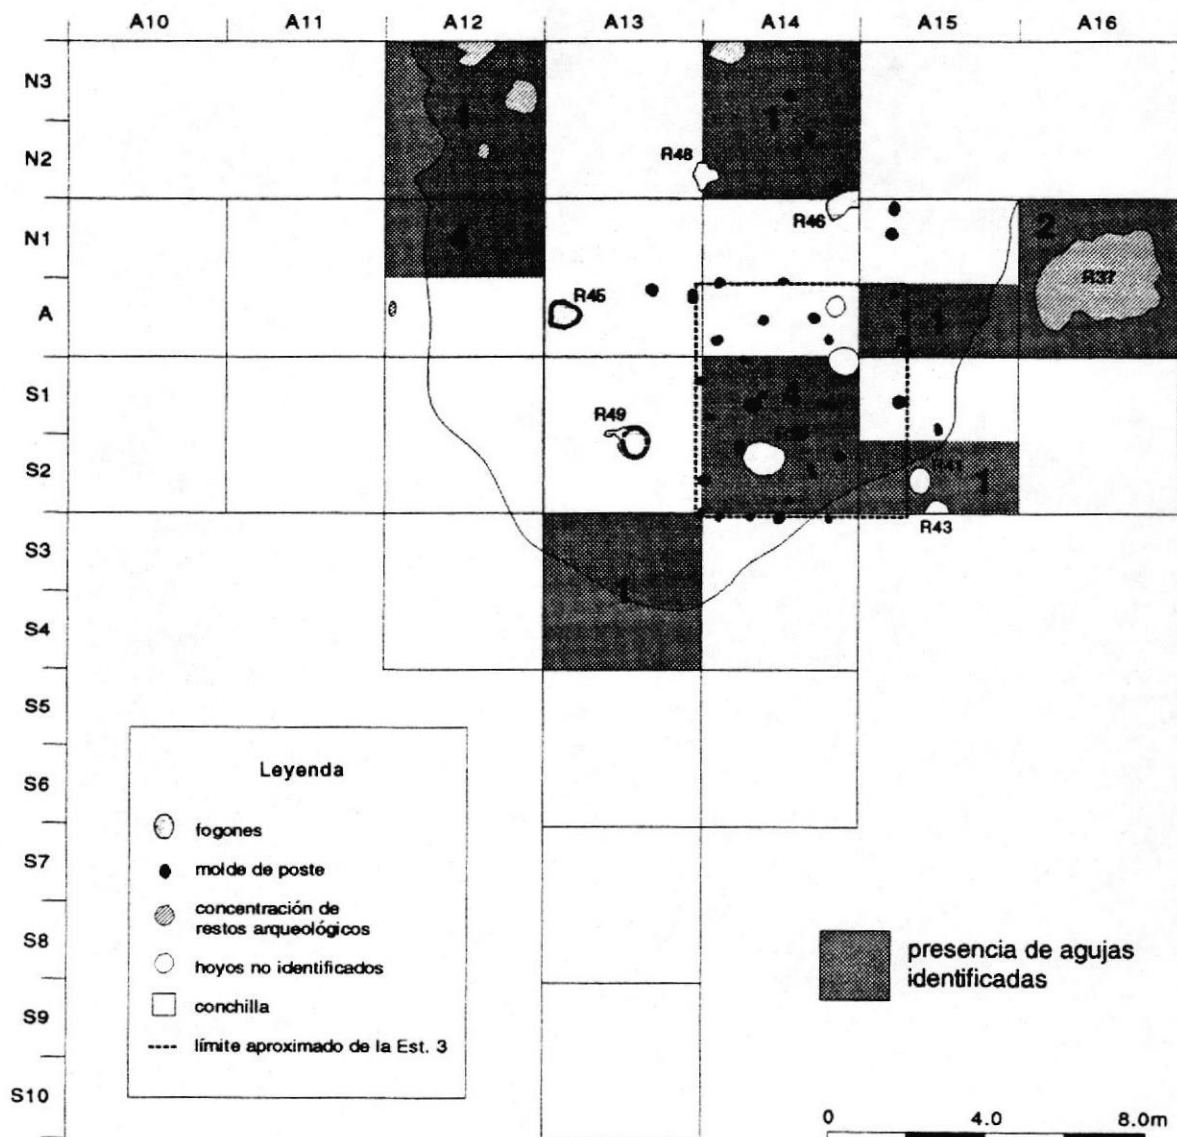 A10 A11 A12 A13 A14 A15 A16
N3
1
N2
R48
N1
R46
2
R37
A
R45
1
S1
R49
4
S2
R41
1
R43
S3
1
S4
S5
S6
S7
S8
S9
S10
Leyenda
fogones
molde de poste
concentración de
restos arqueológicos
hoyos no identificados
conchilla
límite aproximado de la Est. 3
presencia de agujas
identificadas
0 4.0 8.0m